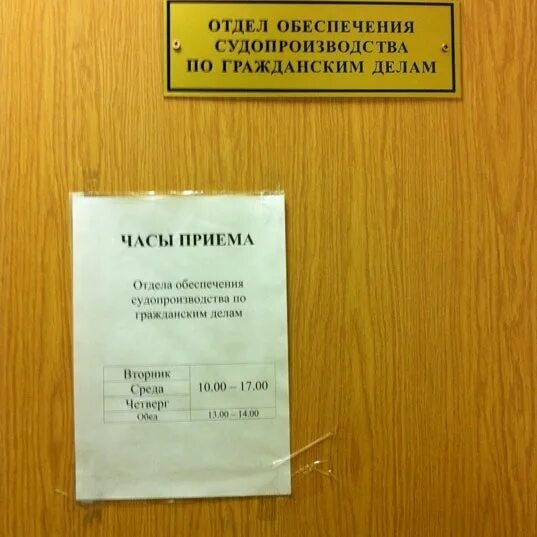 ОТДЕЛ ОБЕСПЕЧЕНИЯ
СУДОПРОИЗВОДСТВА
ПО ГРАЖДАНСКИМ ДЕЛАМ
ЧАСЫ ПРИЕМА
Отдела обеспечения
судопроизводства по
гражданским делам
Вторник
Среда 10.00 – 17.00
Четверг
Обед 13.00 – 14.00